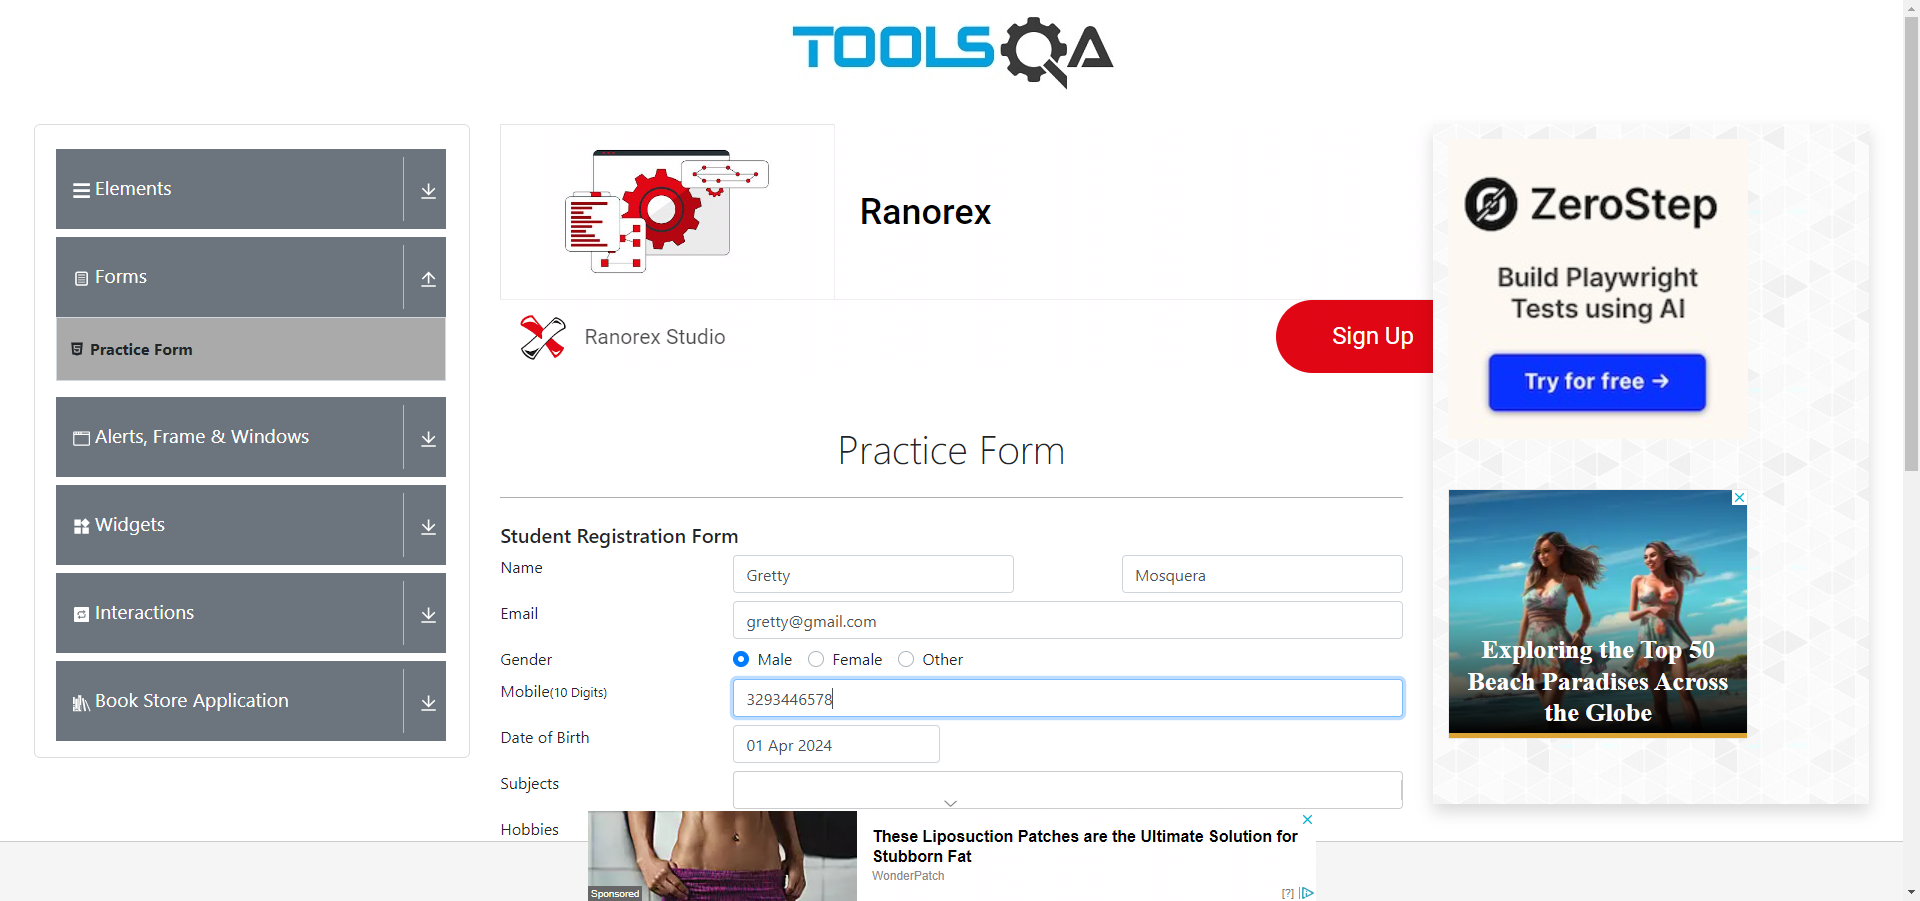 TOOLSQA
Elements
Forms
Practice Form
Alerts, Frame & Windows
Widgets
Interactions
Book Store Application
Ranorex
Ranorex Studio
Sign Up
Practice Form
Student Registration Form
Name
Gretty
Mosquera
Email
gretty@gmail.com
Gender
Male
Female
Other
Mobile(10 Digits)
3293446578
Date of Birth
01 Apr 2024
Subjects
Hobbies
ZeroStep
Build Playwright
Tests using AI
Try for free →
Exploring the Top 50
Beach Paradises Across
the Globe
Sponsored
These Liposuction Patches are the Ultimate Solution for
Stubborn Fat
WonderPatch
[?]